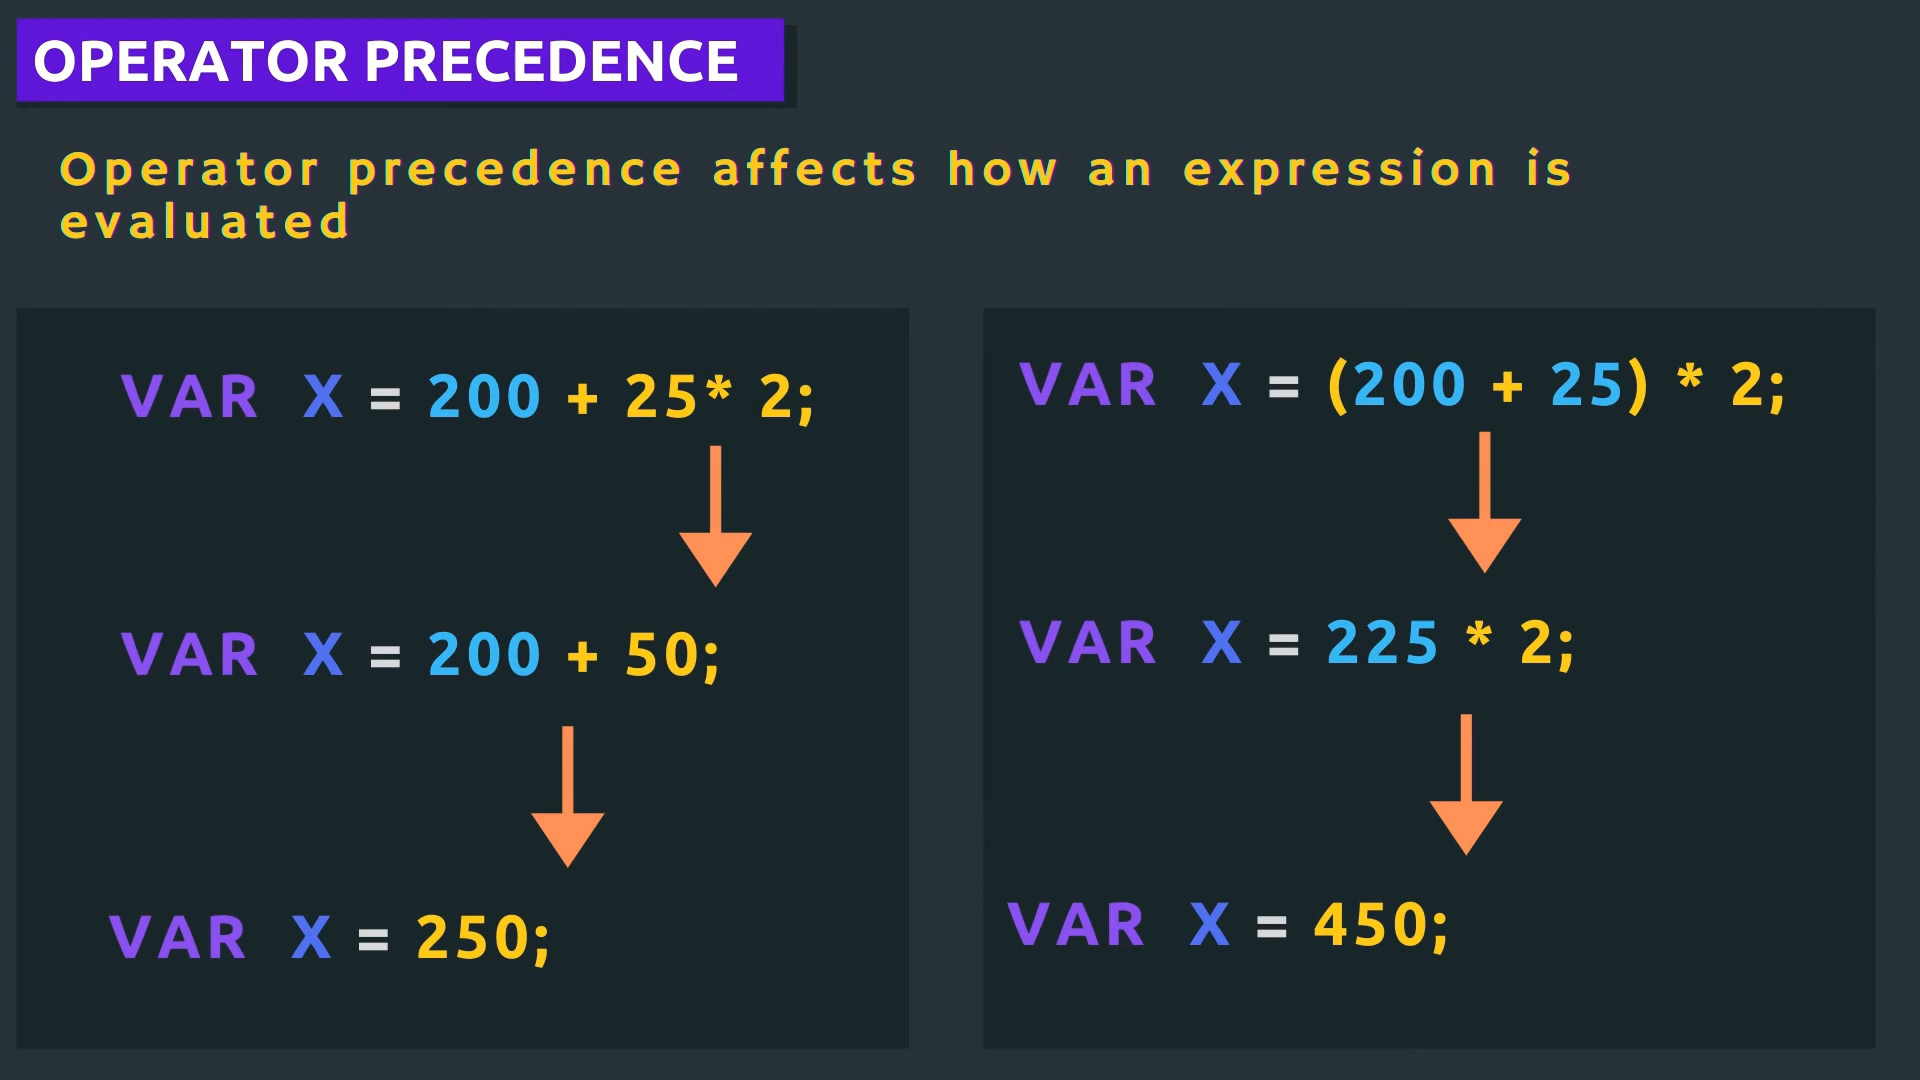 OPERATOR PRECEDENCE
Operator precedence affects how an expression is
evaluated
VAR X = 200 + 25* 2;
VAR X = 200 + 50;
VAR X = 250;
VAR X = (200 + 25) * 2;
VAR X = 225 * 2;
VAR X = 450;